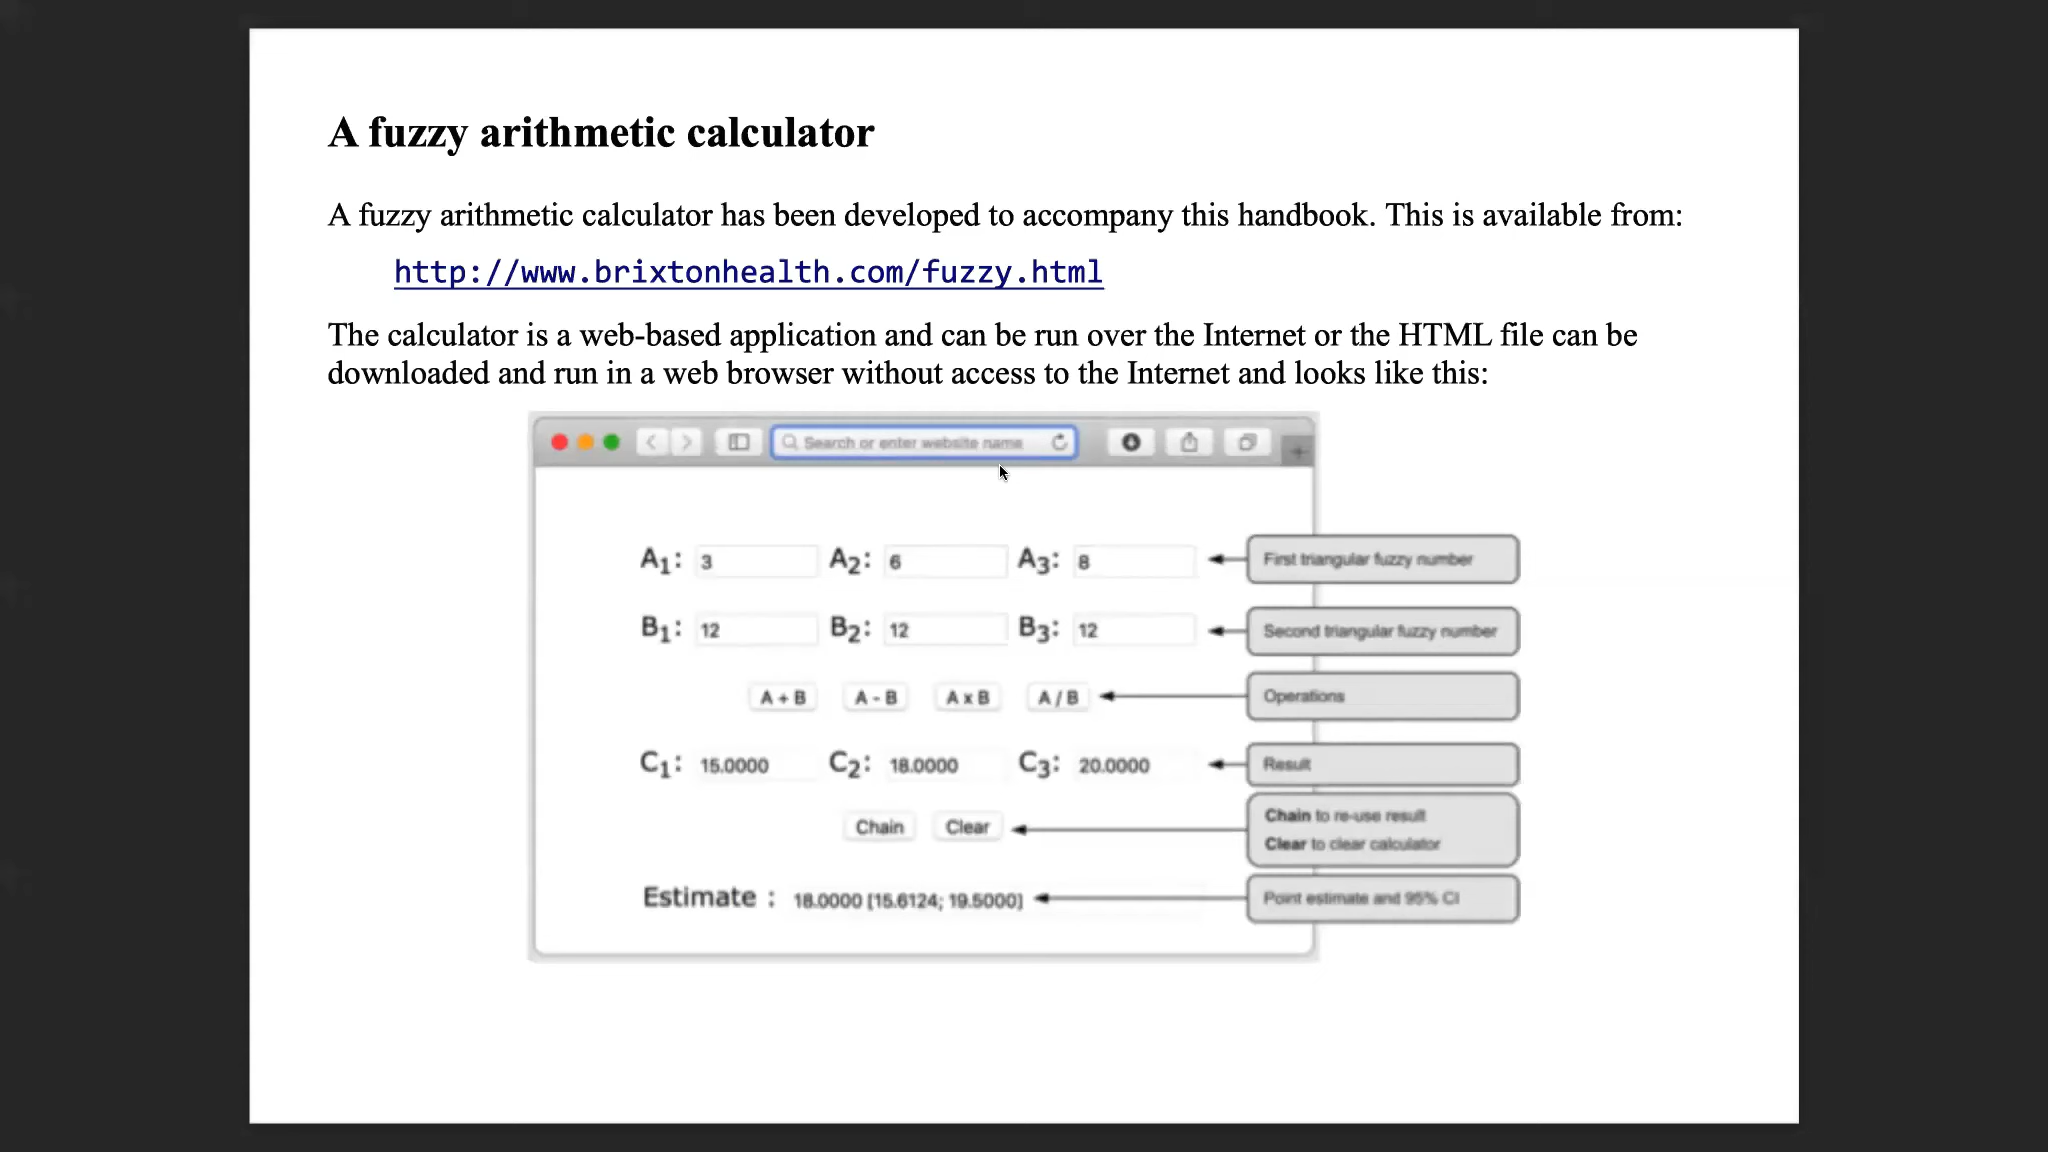 A fuzzy arithmetic calculator
A fuzzy arithmetic calculator has been developed to accompany this handbook. This is available from:
http://www.brixtonhealth.com/fuzzy.html
The calculator is a web-based application and can be run over the Internet or the HTML file can be
downloaded and run in a web browser without access to the Internet and looks like this:
Search or enter website name
A1: 3 A2: 6 A3: 8 First triangular fuzzy number
B1: 12 B2: 12 B3: 12 Second triangular fuzzy number
A + B A - B A x B A / B Operations
C1: 15.0000 C2: 18.0000 C3: 20.0000 Result
Chain to re-use result
Chain Clear
Clear to clear calculator
Estimate : 18.0000 [15.6124; 19.5000] Point estimate and 95% CI